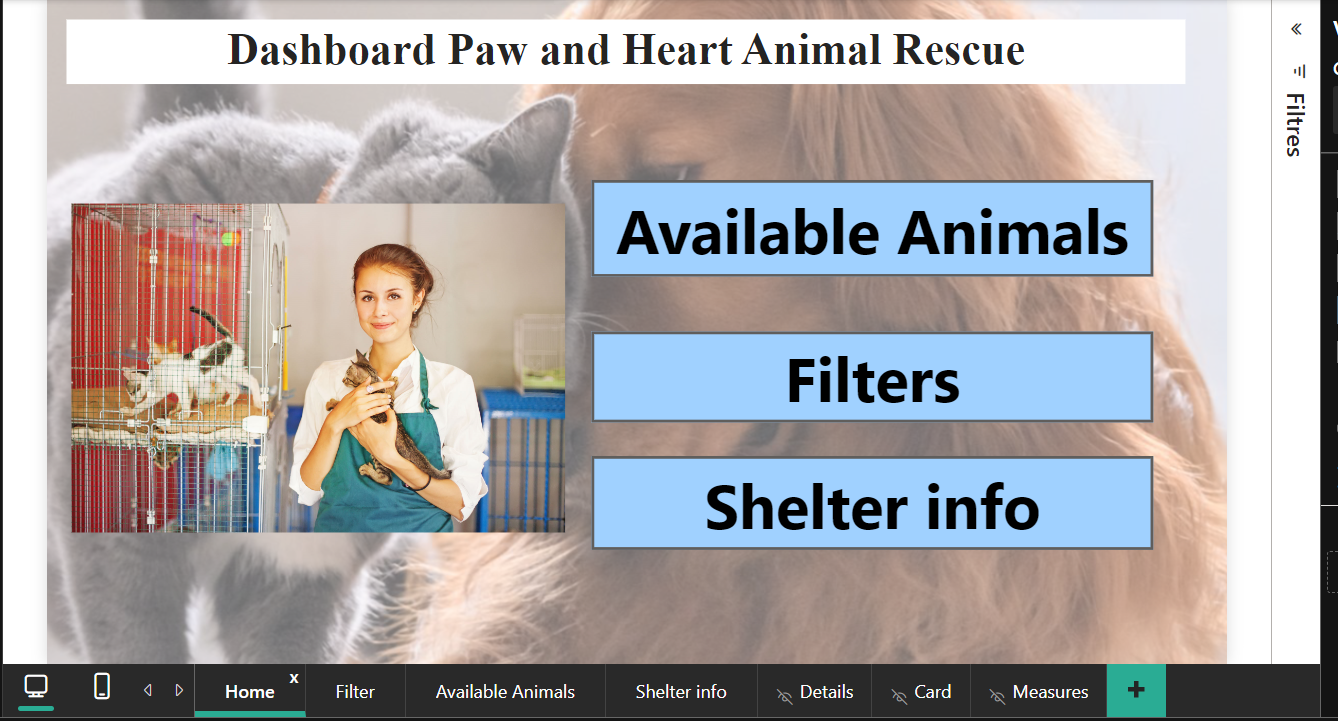 Dashboard Paw and Heart Animal Rescue
Filtres
Available Animals
Filters
Shelter info
Home x
Filter
Available Animals
Shelter info
Details
Card
Measures
+